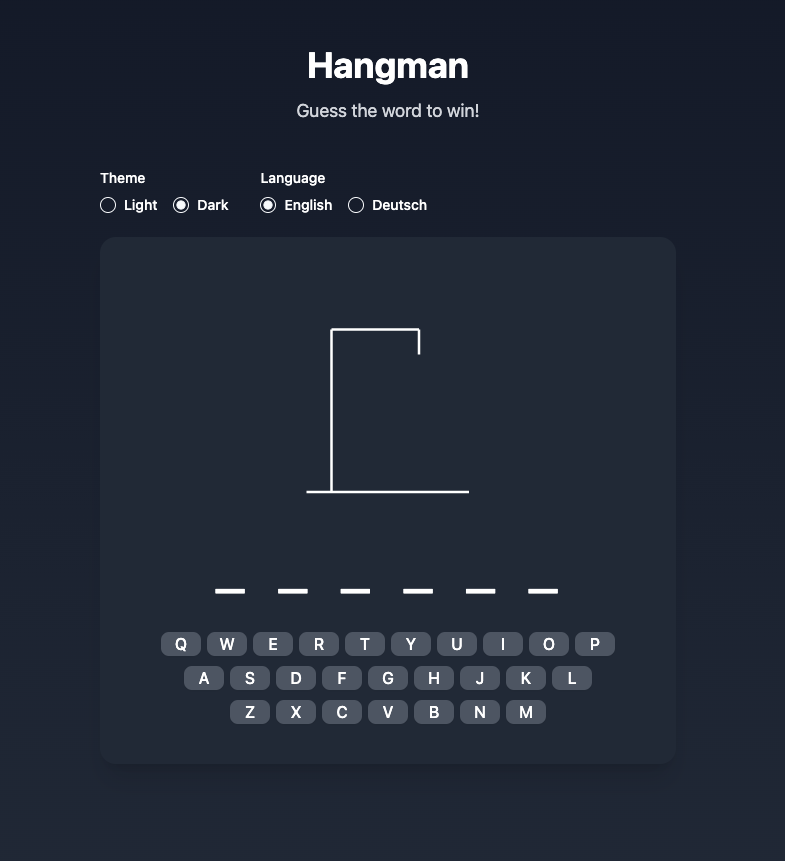 Hangman
Guess the word to win!
Theme Language
Light Dark English Deutsch
Q W E R T Y U I O P
A S D F G H J K L
Z X C V B N M